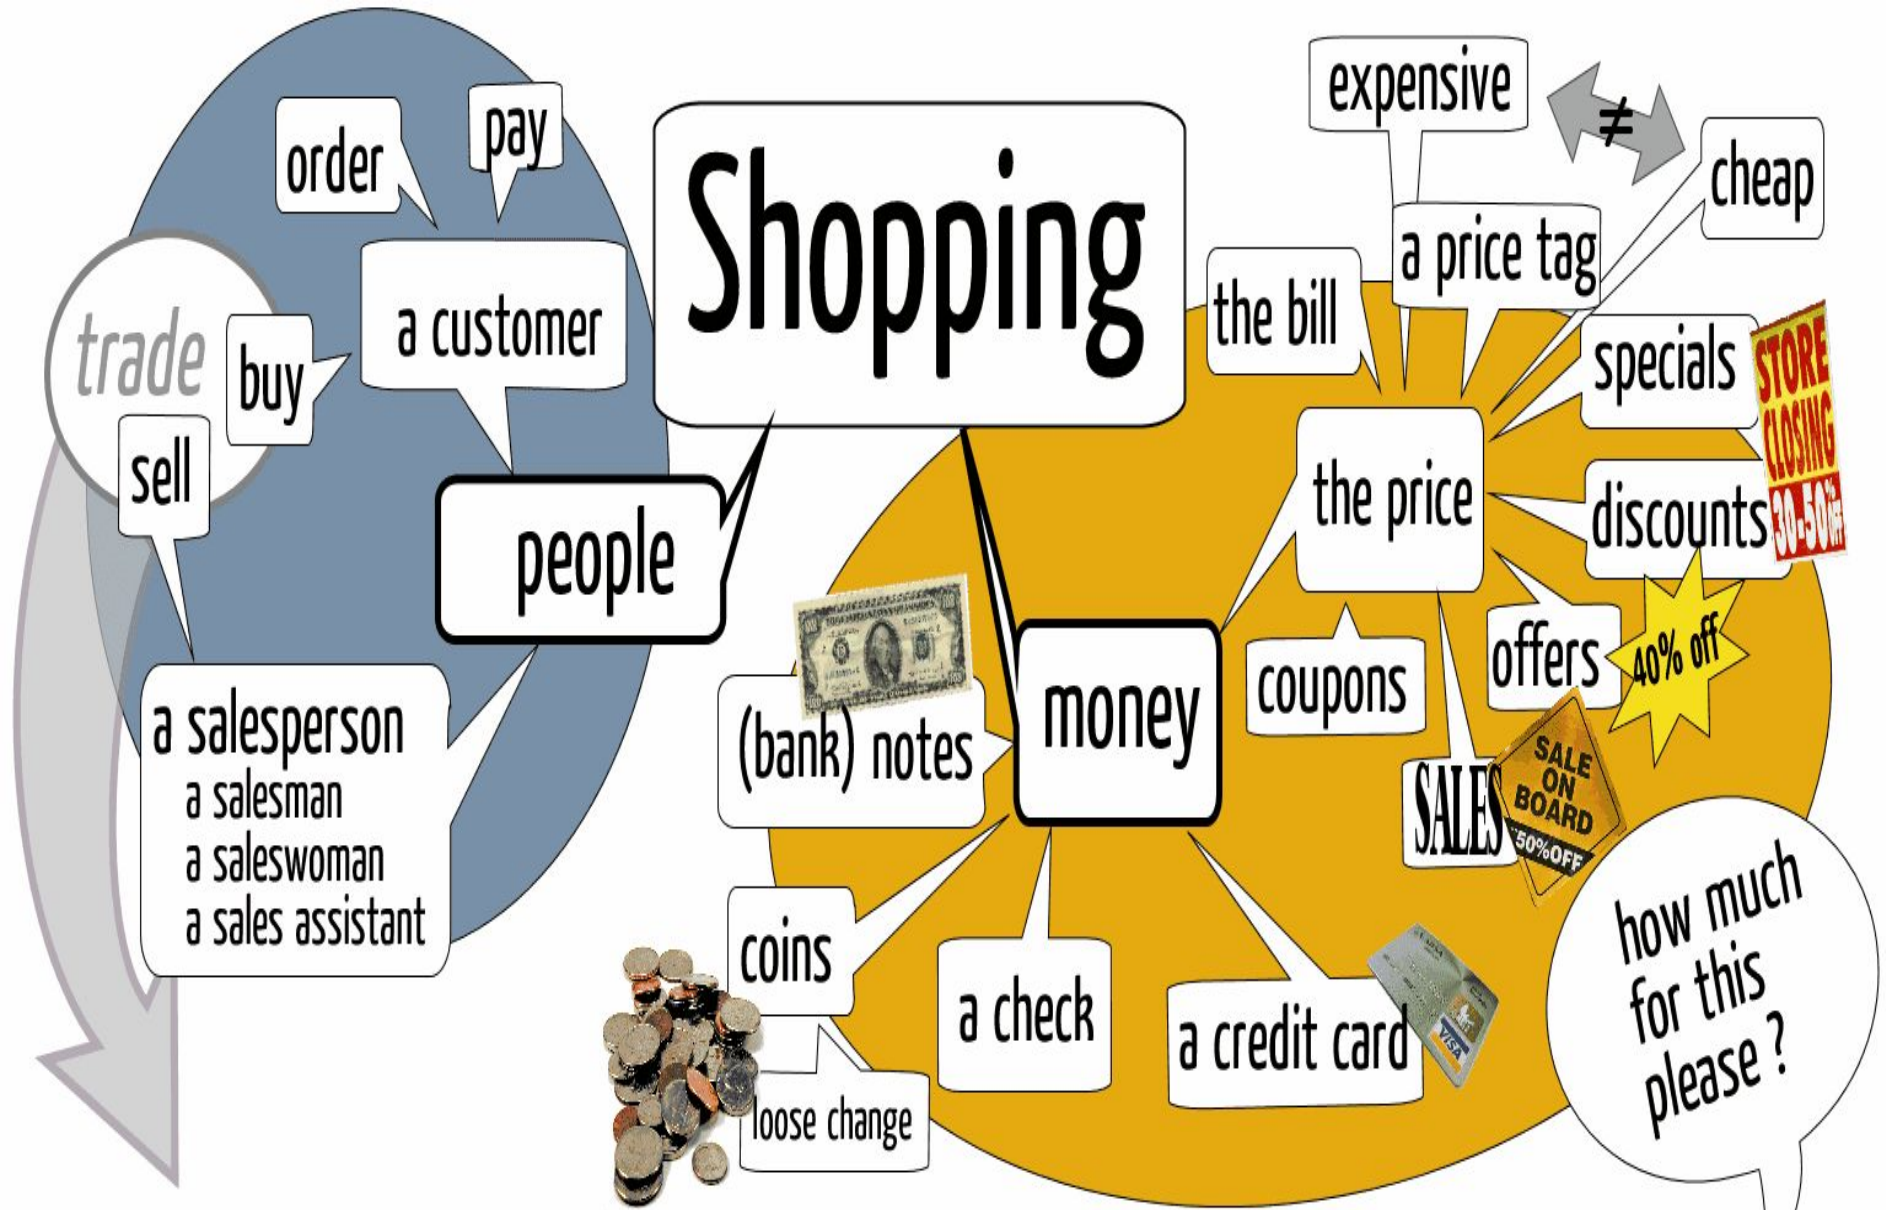 Shopping
order
pay
a customer
trade
buy
sell
people
a salesperson
a salesman
a saleswoman
a sales assistant
expensive
≠
cheap
a price tag
the bill
specials
STORE
CLOSING
30-50% off
the price
discounts
offers
40% off
coupons
SALES
SALE
ON
BOARD
50%OFF
money
(bank) notes
coins
loose change
a check
a credit card
VISA
how much
for this
please ?